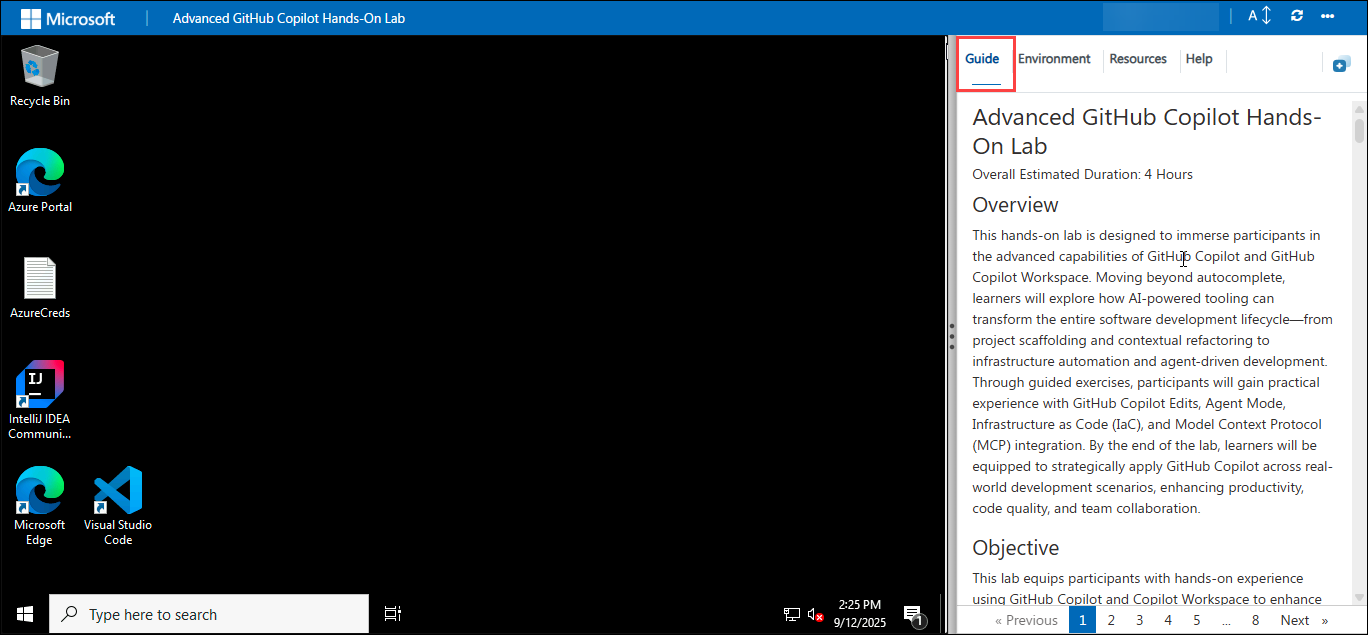 Microsoft
Advanced GitHub Copilot Hands-On Lab
A
Recycle Bin
Azure Portal
AzureCreds
IJ
IntelliJ IDEA
Communi...
Microsoft
Edge
Visual Studio
Code
Type here to search
2:25 PM
9/12/2025
1
Guide
Environment
Resources
Help
Advanced GitHub Copilot Hands-
On Lab
Overall Estimated Duration: 4 Hours
Overview
This hands-on lab is designed to immerse participants in
the advanced capabilities of GitHub Copilot and GitHub
Copilot Workspace. Moving beyond autocomplete,
learners will explore how AI-powered tooling can
transform the entire software development lifecycle—from
project scaffolding and contextual refactoring to
infrastructure automation and agent-driven development.
Through guided exercises, participants will gain practical
experience with GitHub Copilot Edits, Agent Mode,
Infrastructure as Code (IaC), and Model Context Protocol
(MCP) integration. By the end of the lab, learners will be
equipped to strategically apply GitHub Copilot across real-
world development scenarios, enhancing productivity,
code quality, and team collaboration.
Objective
This lab equips participants with hands-on experience
using GitHub Copilot and Copilot Workspace to enhance
« Previous 1 2 3 4 5 ... 8 Next »